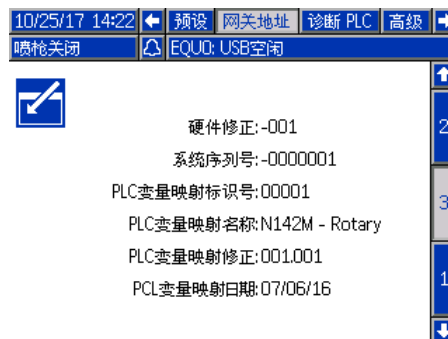 10/25/17 14:22 预设 网关地址 诊断 PLC 高级
喷枪关闭 EQU0: USB空闲
硬件修正:-001
系统序列号:-0000001
PLC变量映射标识号:00001
PLC变量映射名称:N142M - Rotary
PLC变量映射修正:001.001
PCL变量映射日期:07/06/16
2
3
1